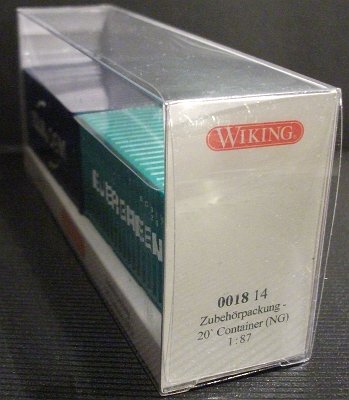 WIKING
EVERGREEN
0018 14
Zubehörpackung -
20` Container (NG)
1:87